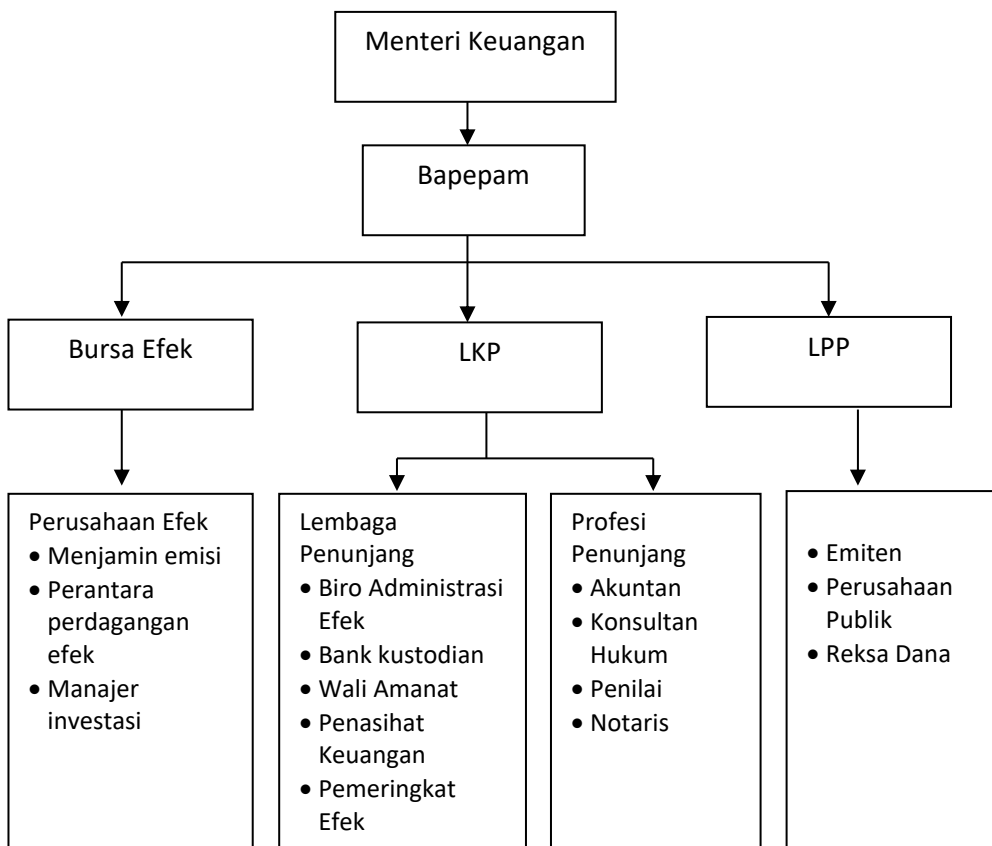 Menteri Keuangan
Bapepam
Bursa Efek
LKP
LPP
Perusahaan Efek
• Menjamin emisi
• Perantara
perdagangan
efek
• Manajer
investasi
Lembaga
Penunjang
• Biro Administrasi
Efek
• Bank kustodian
• Wali Amanat
• Penasihat
Keuangan
• Pemeringkat
Efek
Profesi
Penunjang
• Akuntan
• Konsultan
Hukum
• Penilai
• Notaris
• Emiten
• Perusahaan
Publik
• Reksa Dana